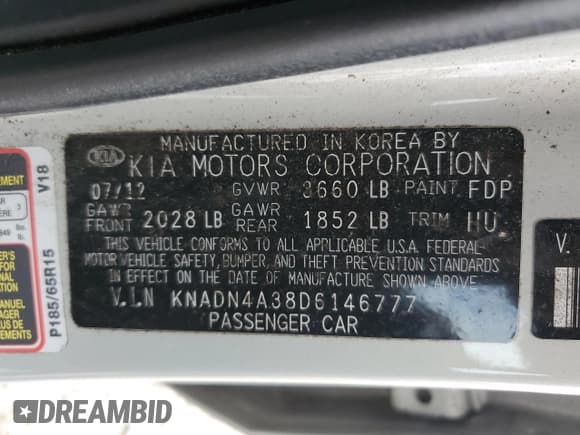 MANUFACTURED IN KOREA BY
KIA KIA MOTORS CORPORATION
07/12 GVWR 3660 LB PAINT FDP
GAWR FRONT 2028 LB GAWR REAR 1852 LB TRIM HU
THIS VEHICLE CONFORMS TO ALL APPLICABLE U.S.A. FEDERAL
MOTOR VEHICLE SAFETY, BUMPER, AND THEFT PREVENTION STANDARDS
IN EFFECT ON THE DATE OF MANUFACTURE SHOWN ABOVE.
V.I.N KNADN4A38D6146777
PASSENGER CAR
V18
P185/65R15
3
V.
DREAMBID